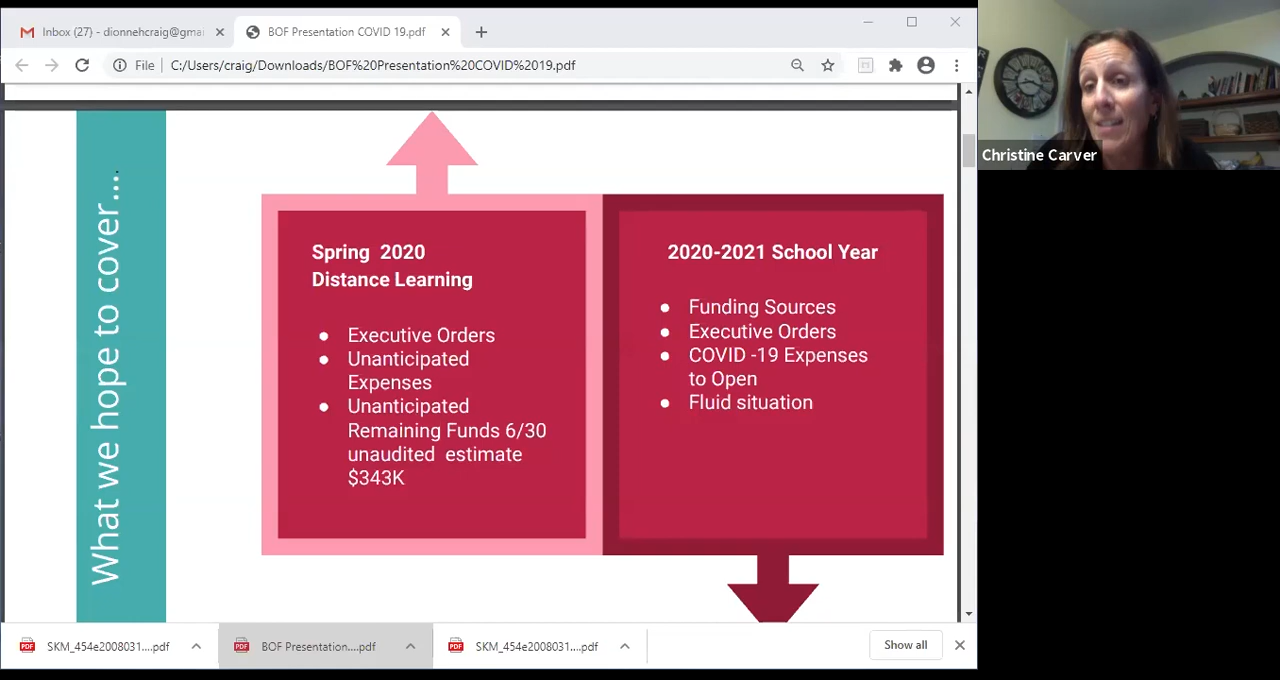 Inbox (27) - dionnehcraig@gmai
BOF Presentation COVID 19.pdf
File
C:/Users/craig/Downloads/BOF%20Presentation%20COVID%2019.pdf
Christine Carver
What we hope to cover...
Spring 2020
Distance Learning
● Executive Orders
● Unanticipated
Expenses
● Unanticipated
Remaining Funds 6/30
unaudited estimate
$343K
2020-2021 School Year
● Funding Sources
● Executive Orders
● COVID -19 Expenses
to Open
● Fluid situation
SKM_454e2008031....pdf
BOF Presentation....pdf
SKM_454e2008031....pdf
Show all